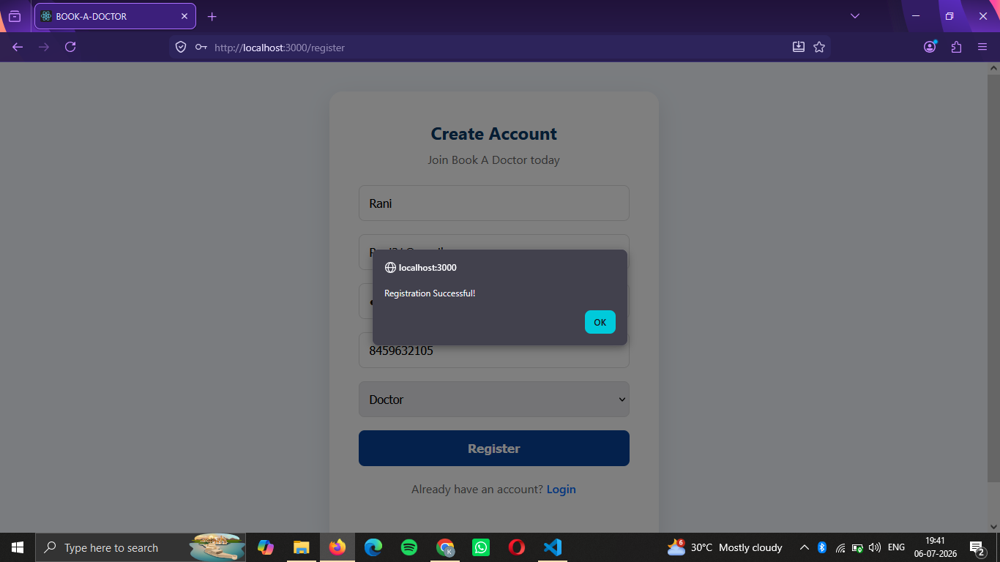 BOOK-A-DOCTOR
http://localhost:3000/register
Create Account
Join Book A Doctor today
Rani
localhost:3000
Registration Successful!
OK
8459632105
Doctor
Register
Already have an account? Login
Type here to search
K
6
30°C Mostly cloudy
ENG
19:41
06-07-2026
2